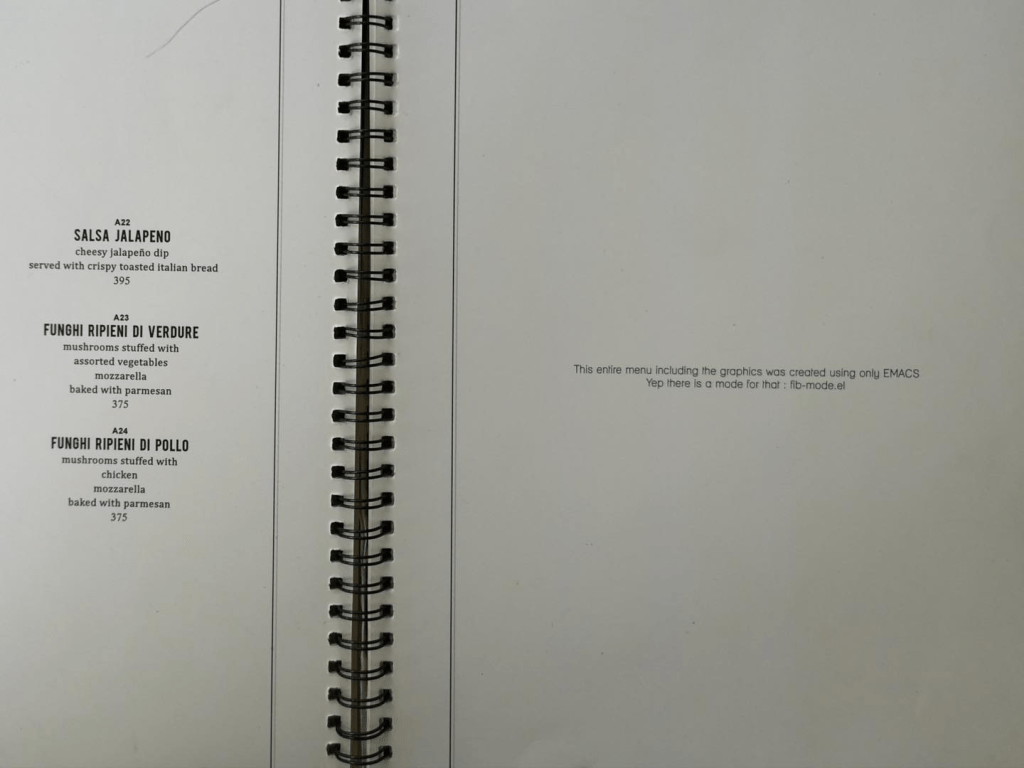 A22
SALSA JALAPENO
cheesy jalapeño dip
served with crispy toasted italian bread
395
A23
FUNGHI RIPIENI DI VERDURE
mushrooms stuffed with
assorted vegetables
mozzarella
baked with parmesan
375
A24
FUNGHI RIPIENI DI POLLO
mushrooms stuffed with
chicken
mozzarella
baked with parmesan
375
This entire menu including the graphics was created using only EMACS
Yep there is a mode for that : fib-mode.el